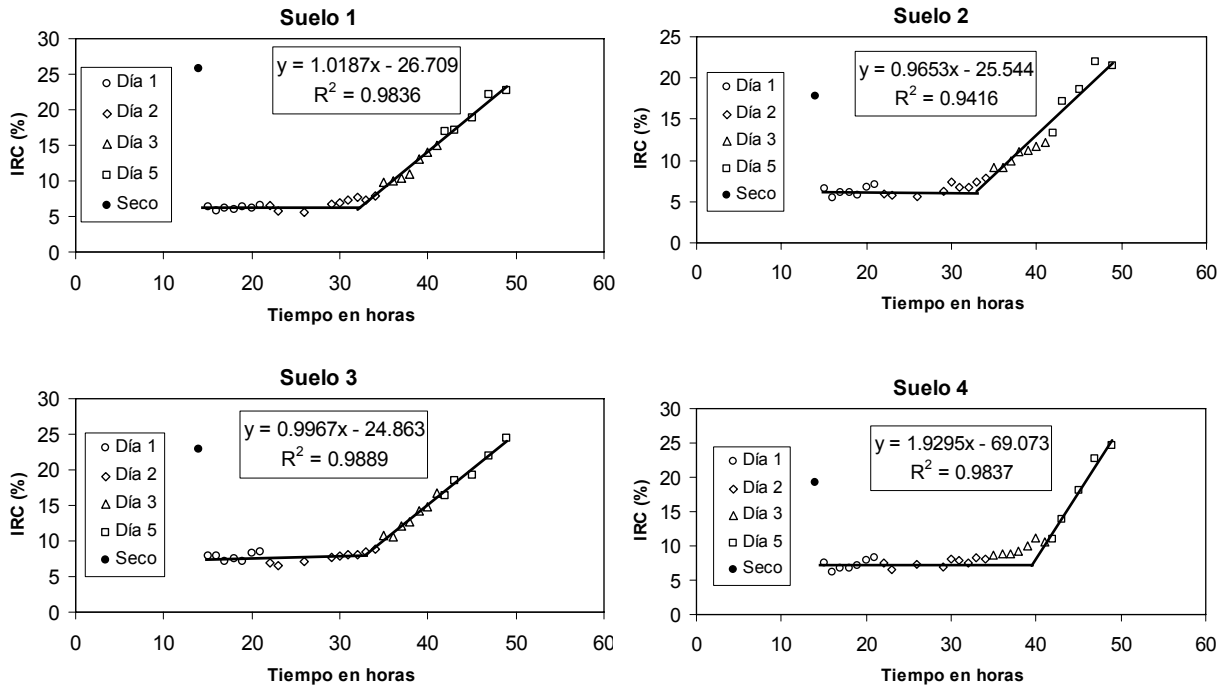 Suelo 1
30
25
20
15
10
5
0
IRC (%)
Día 1
Día 2
Día 3
Día 5
Seco
y = 1.0187x - 26.709
R² = 0.9836
0 10 20 30 40 50 60
Tiempo en horas
Suelo 2
25
20
15
10
5
0
IRC (%)
Día 1
Día 2
Día 3
Día 5
Seco
y = 0.9653x - 25.544
R² = 0.9416
0 10 20 30 40 50 60
Tiempo en horas
Suelo 3
30
25
20
15
10
5
0
IRC (%)
Día 1
Día 2
Día 3
Día 5
Seco
y = 0.9967x - 24.863
R² = 0.9889
0 10 20 30 40 50 60
Tiempo en horas
Suelo 4
30
25
20
15
10
5
0
IRC (%)
Día 1
Día 2
Día 3
Día 5
Seco
y = 1.9295x - 69.073
R² = 0.9837
0 10 20 30 40 50 60
Tiempo en horas